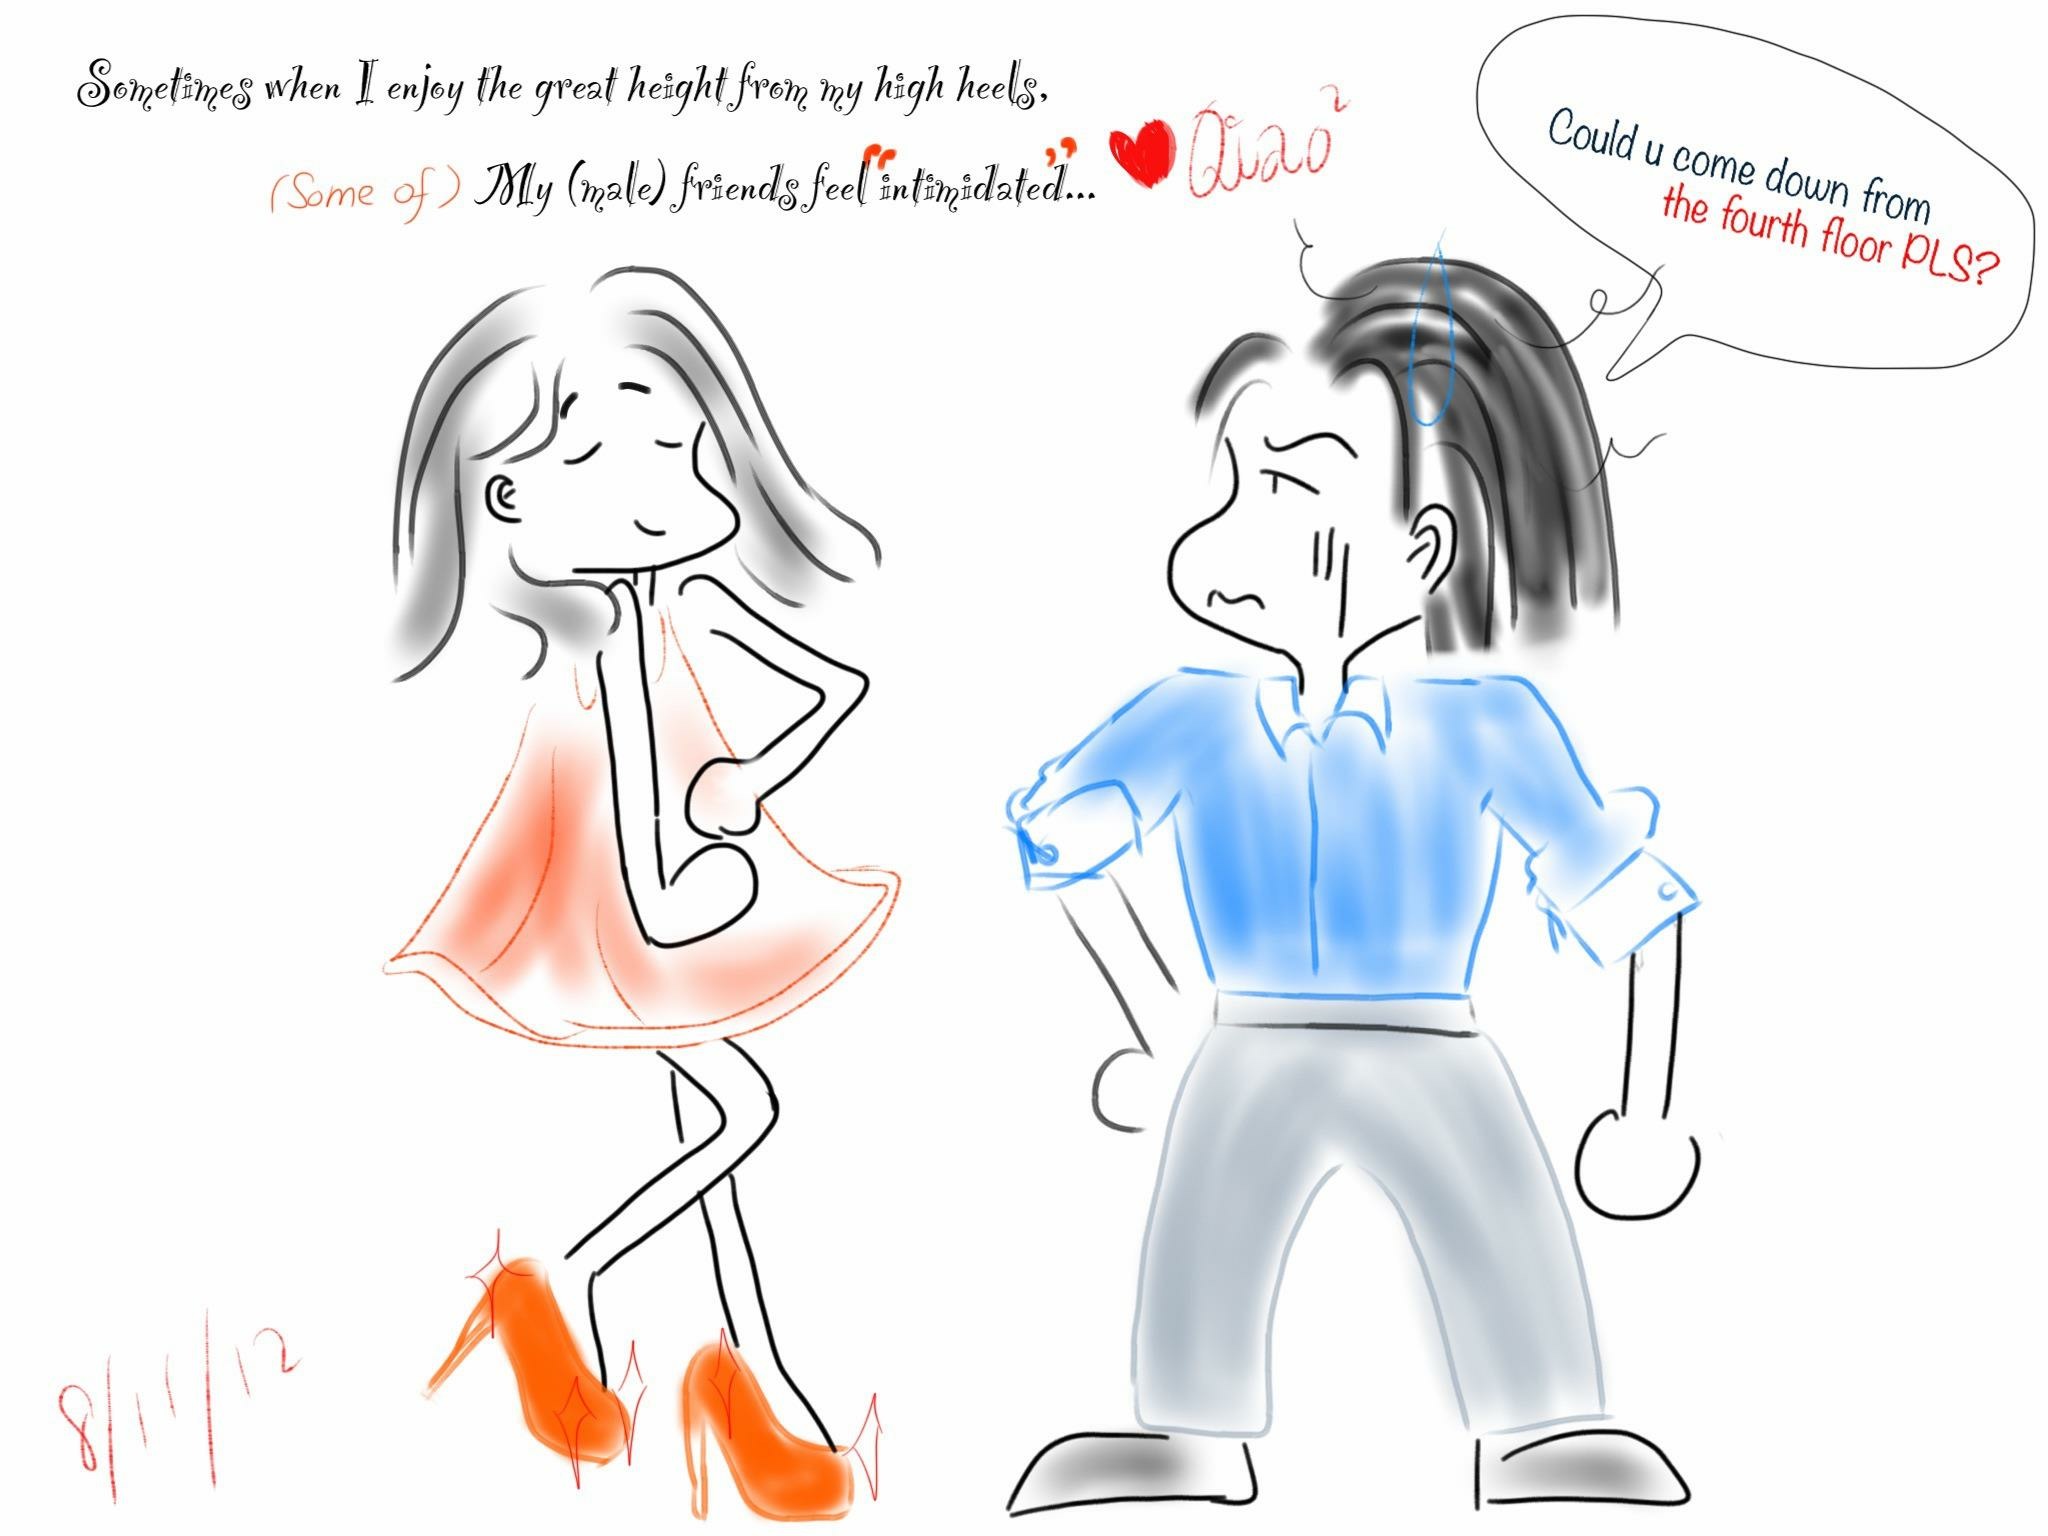 Sometimes when I enjoy the great height from my high heels,
(Some of) My (male) friends feel “intimidated”...
Qiao²
Could u come down from
the fourth floor PLS?
8/11/12